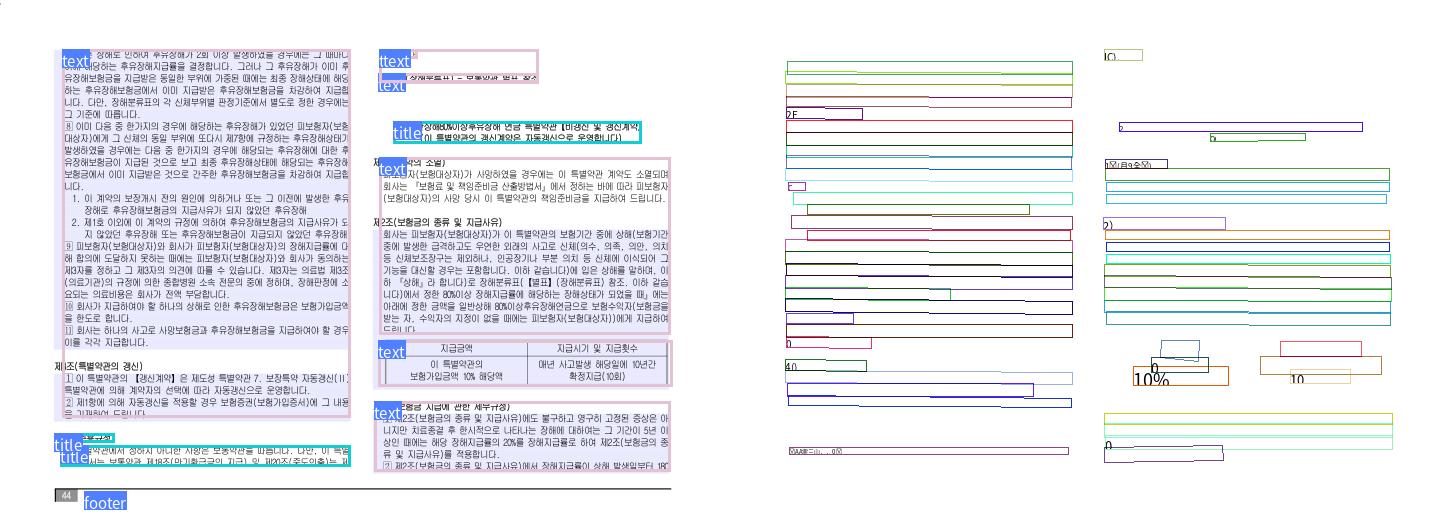 장해로 인하여 후유장해가 2회 이상 발생하였을 경우에는 그 때마다
해당하는 후유장해지급률을 결정합니다. 그러나 그 후유장해가 이미 후
유장해보험금을 지급받은 동일한 부위에 가중된 때에는 최종 장해상태에 해당
하는 후유장해보험금에서 이미 지급받은 후유장해보험금을 차감하여 지급합
니다. 다만, 장해분류표의 각 신체부위별 판정기준에서 별도로 정한 경우에는
그 기준에 따릅니다.
⑧ 이미 다음 중 한가지의 경우에 해당하는 후유장해가 있었던 피보험자(보험
대상자)에게 그 신체의 동일 부위에 또다시 제7항에 규정하는 후유장해상태가
발생하였을 경우에는 다음 중 한가지의 경우에 해당되는 후유장해에 대한 후
유장해보험금이 지급된 것으로 보고 최종 후유장해상태에 해당되는 후유장해
보험금에서 이미 지급받은 것으로 간주한 후유장해보험금을 차감하여 지급합
니다.
1. 이 계약의 보장개시 전의 원인에 의하거나 또는 그 이전에 발생한 후유
장해로 후유장해보험금의 지급사유가 되지 않았던 후유장해
2. 제1호 이외에 이 계약의 규정에 의하여 후유장해보험금의 지급사유가 되
지 않았던 후유장해 또는 후유장해보험금이 지급되지 않았던 후유장해
⑨ 피보험자(보험대상자)와 회사가 피보험자(보험대상자)의 장해지급률에 대
해 합의에 도달하지 못하는 때에는 피보험자(보험대상자)와 회사가 동의하는
제3자를 정하고 그 제3자의 의견에 따를 수 있습니다. 제3자는 의료법 제3조
(의료기관)의 규정에 의한 종합병원 소속 전문의 중에 정하며, 장해판정에 소
요되는 의료비용은 회사가 전액 부담합니다.
⑩ 회사가 지급하여야 할 하나의 상해로 인한 후유장해보험금은 보험가입금액
을 한도로 합니다.
⑪ 회사는 하나의 사고로 사망보험금과 후유장해보험금을 지급하여야 할 경우
이를 각각 지급합니다.
제4조(특별약관의 갱신)
① 이 특별약관의 【갱신계약】은 제도성 특별약관 7. 보장특약 자동갱신(Ⅱ)
특별약관에 의해 계약자의 선택에 따라 자동갱신으로 운영합니다.
② 제1항에 의해 자동갱신을 적용할 경우 보험증권(보험가입증서)에 그 내용
을 기재하여 드립니다.
title
약관에서 정하지 아니한 사항은 보통약관을 따릅니다. 다만, 이 특별
title
서는 보통약관 제18조(만기환급금의 지급) 및 제20조(중도인출)는 제
44
footer
text
text
(장해분류표) - 보통약관 별표 참조
text
title
장해80%이상후유장해 연금 특별약관【비갱신 및 갱신계약】
(이 특별약관의 갱신계약은 자동갱신으로 운영합니다)
text
약의 소멸)
피보험자(보험대상자)가 사망하였을 경우에는 이 특별약관 계약도 소멸되며
회사는 「보험료 및 책임준비금 산출방법서」에서 정하는 바에 따라 피보험자
(보험대상자)의 사망 당시 이 특별약관의 책임준비금을 지급하여 드립니다.
제2조(보험금의 종류 및 지급사유)
회사는 피보험자(보험대상자)가 이 특별약관의 보험기간 중에 상해(보험기간
중에 발생한 급격하고도 우연한 외래의 사고로 신체(의수, 의족, 의안, 의치
등 신체보조장구는 제외하나, 인공장기나 부분 의치 등 신체에 이식되어 그
기능을 대신할 경우는 포함합니다. 이하 같습니다)에 입은 상해를 말하며, 이
하 「상해」라 합니다)로 장해분류표(【별표】(장해분류표) 참조. 이하 같습
니다)에서 정한 80%이상 장해지급률에 해당하는 장해상태가 되었을 때」에는
아래에 정한 금액을 일반상해 80%이상후유장해연금으로 보험수익자(보험금을
받는 자. 수익자의 지정이 없을 때에는 피보험자(보험대상자))에게 지급하여
드립니다.
text
지급금액 지급시기 및 지급횟수
이 특별약관의 매년 사고발생 해당일에 10년간
보험가입금액 10% 해당액 확정지급(10회)
text
험금 지급에 관한 세부규정)
제2조(보험금의 종류 및 지급사유)에도 불구하고 영구히 고정된 증상은 아
니지만 치료종결 후 한시적으로 나타나는 장해에 대하여는 그 기간이 5년 이
상인 때에는 해당 장해지급률의 20%를 장해지급률로 하여 제2조(보험금의 종
류 및 지급사유)를 적용합니다.
② 제2조(보험금의 종류 및 지급사유)에서 장해지급률이 상해 발생일부터 180
10%
10